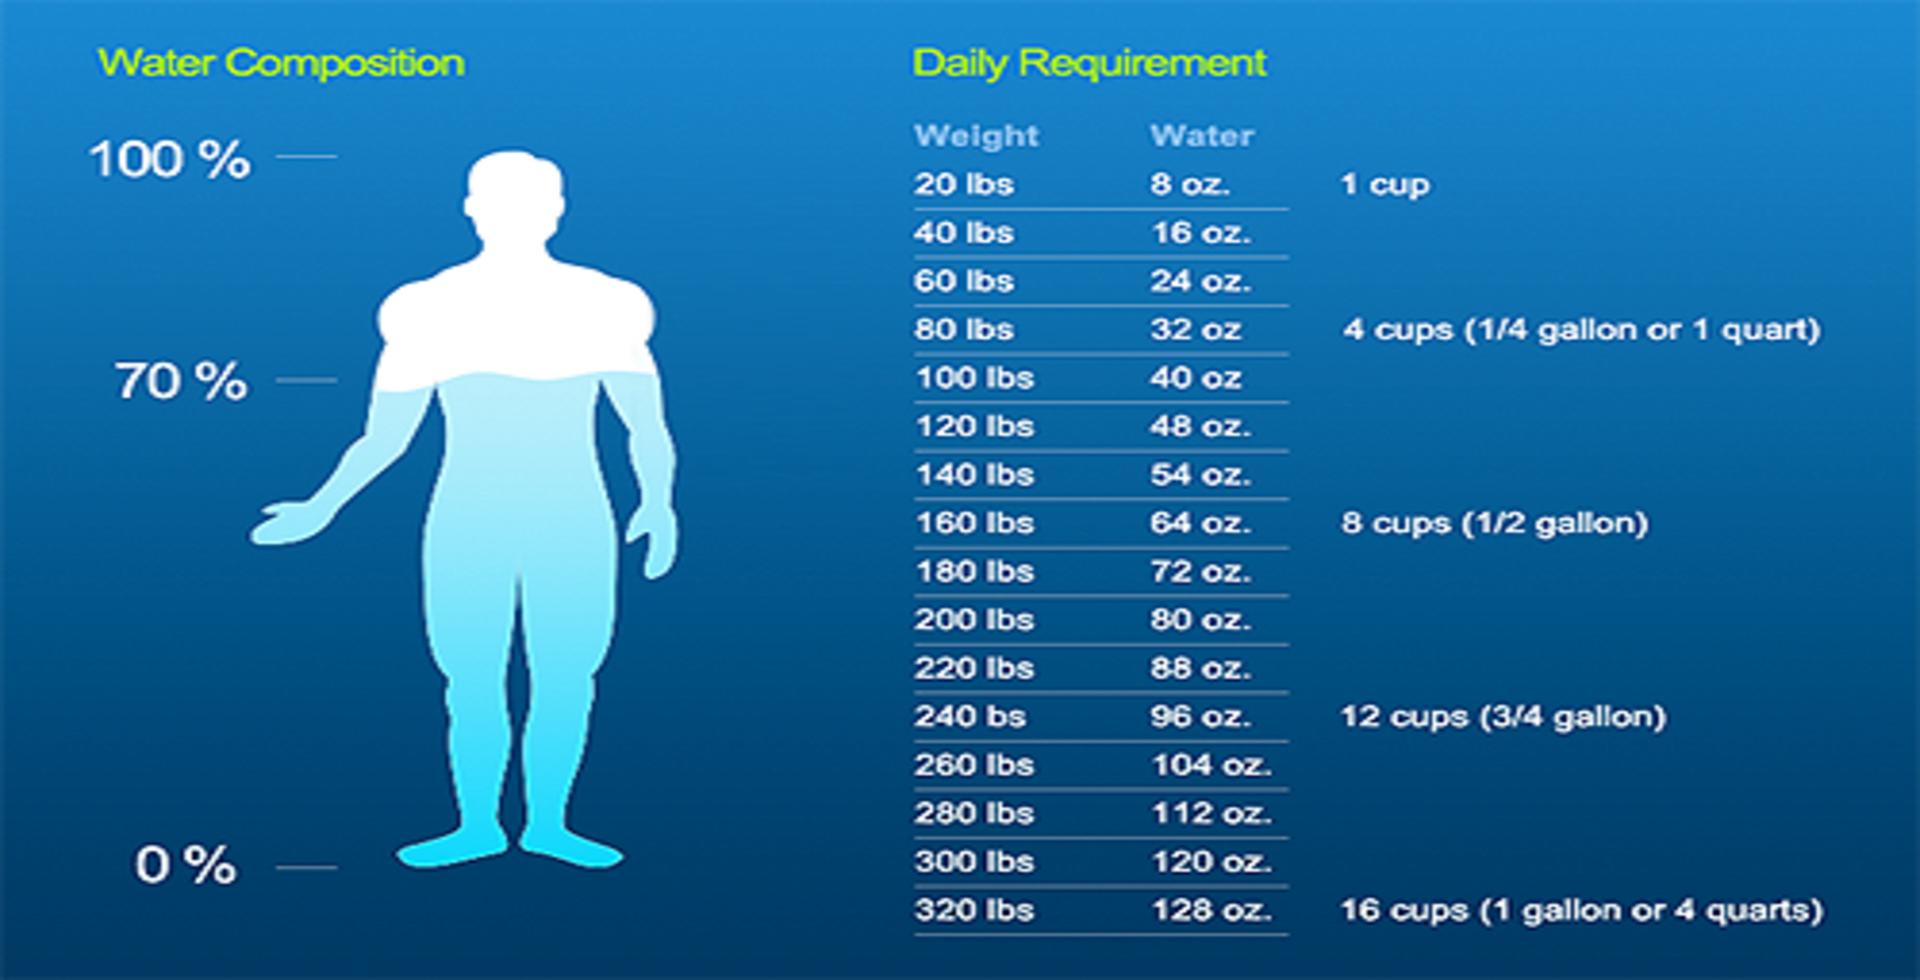 Water Composition
100 %
70 %
0 %
Daily Requirement
Weight Water
20 lbs 8 oz. 1 cup
40 lbs 16 oz.
60 lbs 24 oz.
80 lbs 32 oz 4 cups (1/4 gallon or 1 quart)
100 lbs 40 oz
120 lbs 48 oz.
140 lbs 54 oz.
160 lbs 64 oz. 8 cups (1/2 gallon)
180 lbs 72 oz.
200 lbs 80 oz.
220 lbs 88 oz.
240 bs 96 oz. 12 cups (3/4 gallon)
260 lbs 104 oz.
280 lbs 112 oz.
300 lbs 120 oz.
320 lbs 128 oz. 16 cups (1 gallon or 4 quarts)